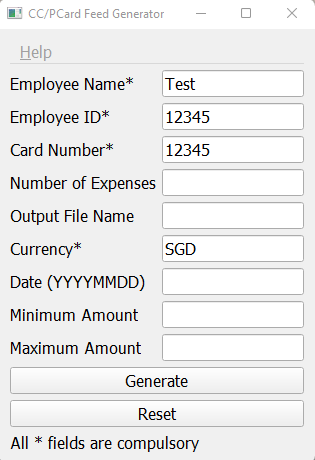 CC/PCard Feed Generator
Help
Employee Name* Test
Employee ID* 12345
Card Number* 12345
Number of Expenses
Output File Name
Currency* SGD
Date (YYYYMMDD)
Minimum Amount
Maximum Amount
Generate
Reset
All * fields are compulsory